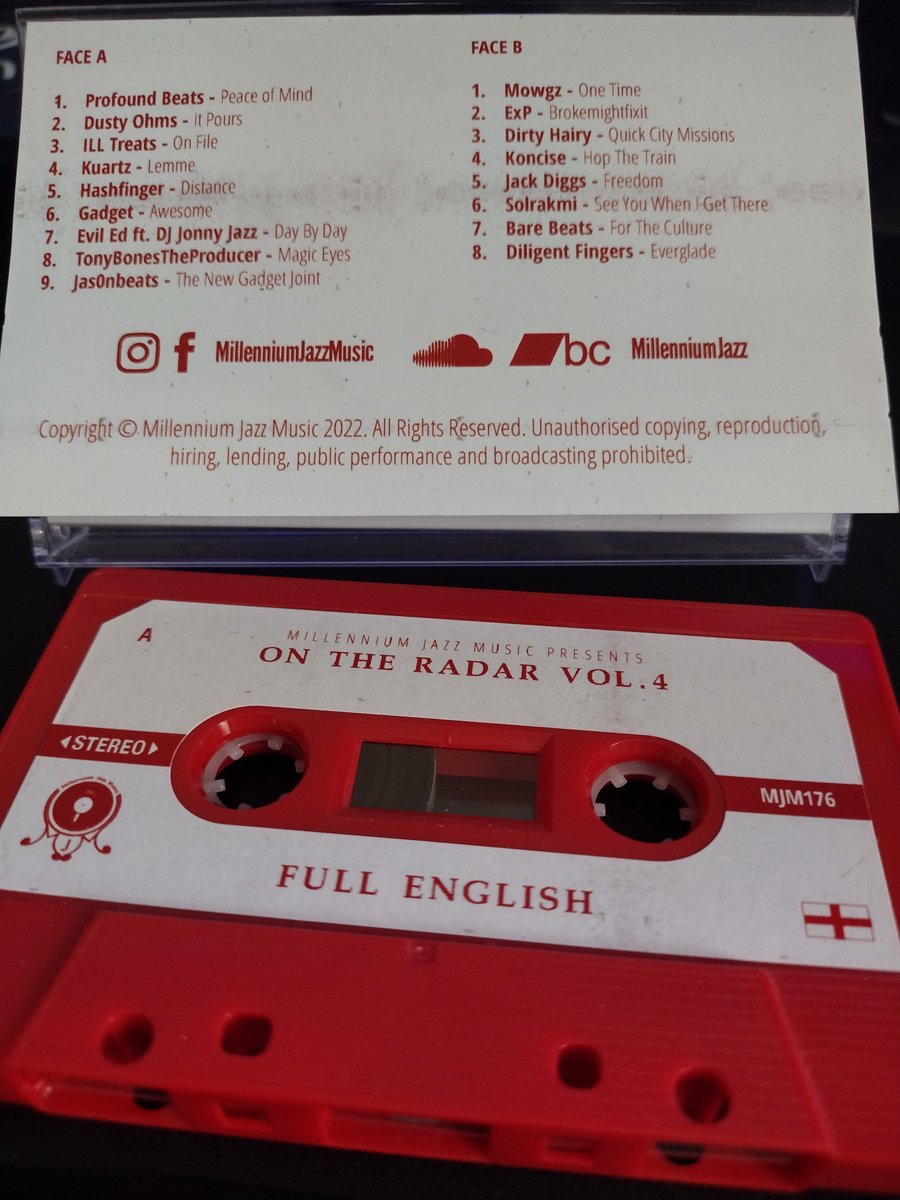 FACE A
1. Profound Beats - Peace of Mind
2. Dusty Ohms - It Pours
3. ILL Treats - On File
4. Kuartz - Lemme
5. Hashfinger - Distance
6. Gadget - Awesome
7. Evil Ed ft. DJ Jonny Jazz - Day By Day
8. TonyBonesTheProducer - Magic Eyes
9. Jas0nbeats - The New Gadget Joint
FACE B
1. Mowgz - One Time
2. ExP - Brokemightfixit
3. Dirty Hairy - Quick City Missions
4. Koncise - Hop The Train
5. Jack Diggs - Freedom
6. Solrakmi - See You When I Get There
7. Bare Beats - For The Culture
8. Diligent Fingers - Everglade
MillenniumJazzMusic
bc MillenniumJazz
Copyright © Millennium Jazz Music 2022. All Rights Reserved. Unauthorised copying, reproduction,
hiring, lending, public performance and broadcasting prohibited.
A
MILLENNIUM JAZZ MUSIC PRESENTS
ON THE RADAR VOL.4
STEREO
MJM176
FULL ENGLISH